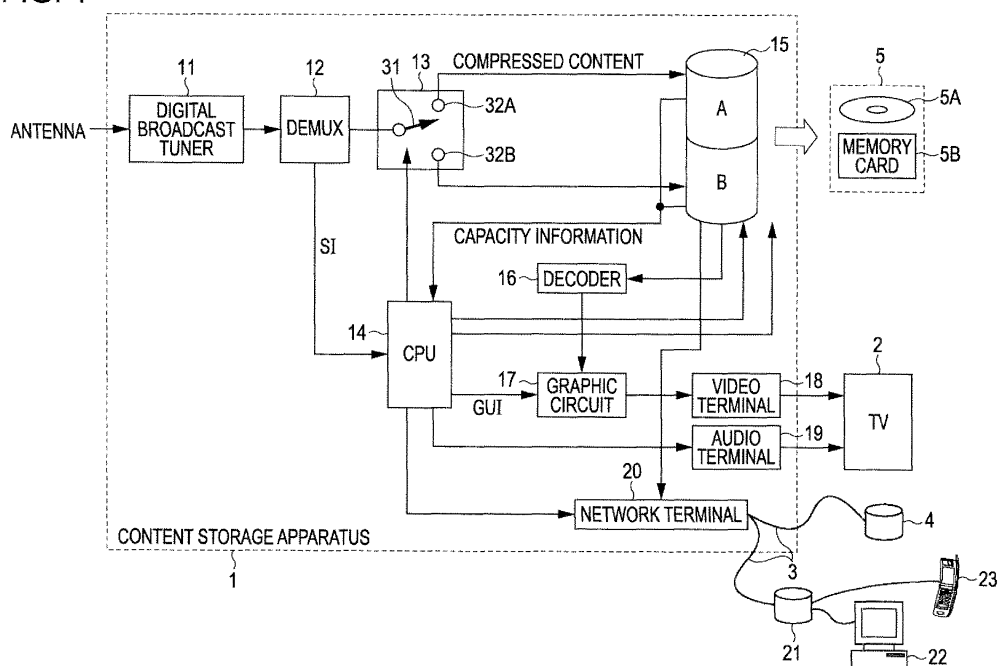 11
DIGITAL
BROADCAST
TUNER
12
DEMUX
31
13
32A
32B
COMPRESSED CONTENT
15
A
B
5
5A
MEMORY
CARD
5B
ANTENNA
SI
CAPACITY INFORMATION
16
DECODER
14
CPU
17
GRAPHIC
CIRCUIT
GUI
VIDEO
TERMINAL
18
AUDIO
TERMINAL
19
2
TV
20
NETWORK TERMINAL
CONTENT STORAGE APPARATUS
1
3
4
21
22
23